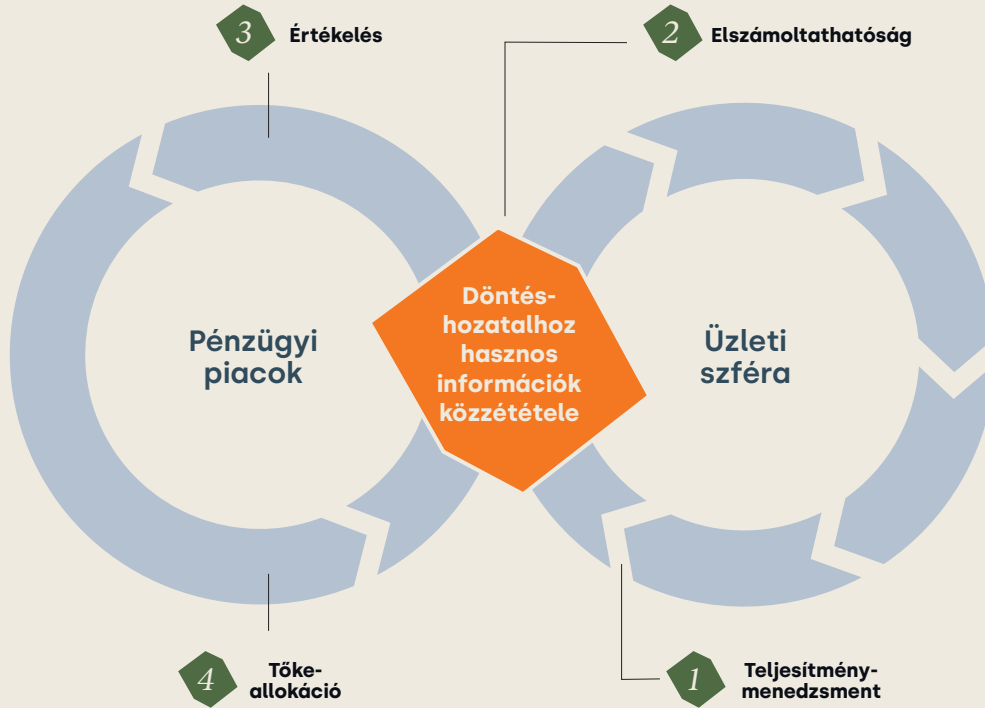 3 Értékelés
2 Elszámoltathatóság
Pénzügyi
piacok
Döntés-
hozatalhoz
hasznos
információk
közzététele
Üzleti
szféra
4 Tőke-
allokáció
1 Teljesítmény-
menedzsment